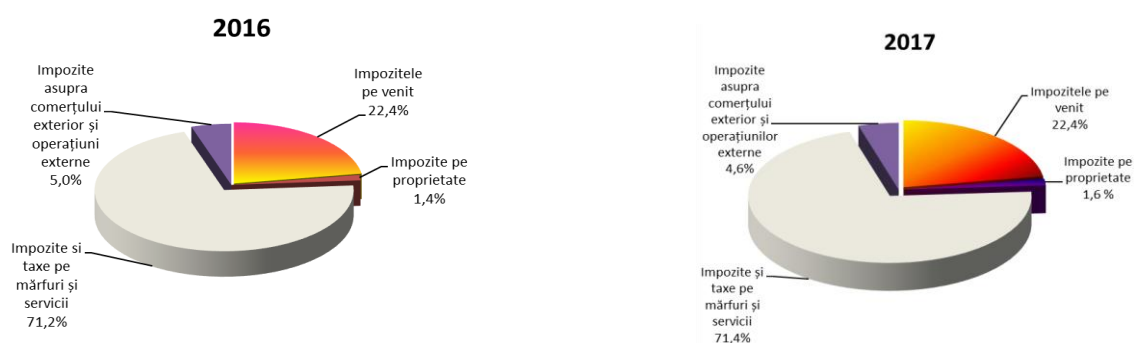 2016
Impozite
asupra
comerțului
exterior și
operațiuni
externe
5,0%
Impozitele
pe venit
22,4%
Impozite pe
proprietate
1,4%
Impozite si
taxe pe
mărfuri și
servicii
71,2%
2017
Impozite
asupra
comerțului
exterior și
operațiunilor
externe
4,6%
Impozitele pe
venit
22,4%
Impozite pe
proprietate
1,6 %
Impozite și
taxe pe
mărfuri și
servicii
71,4%